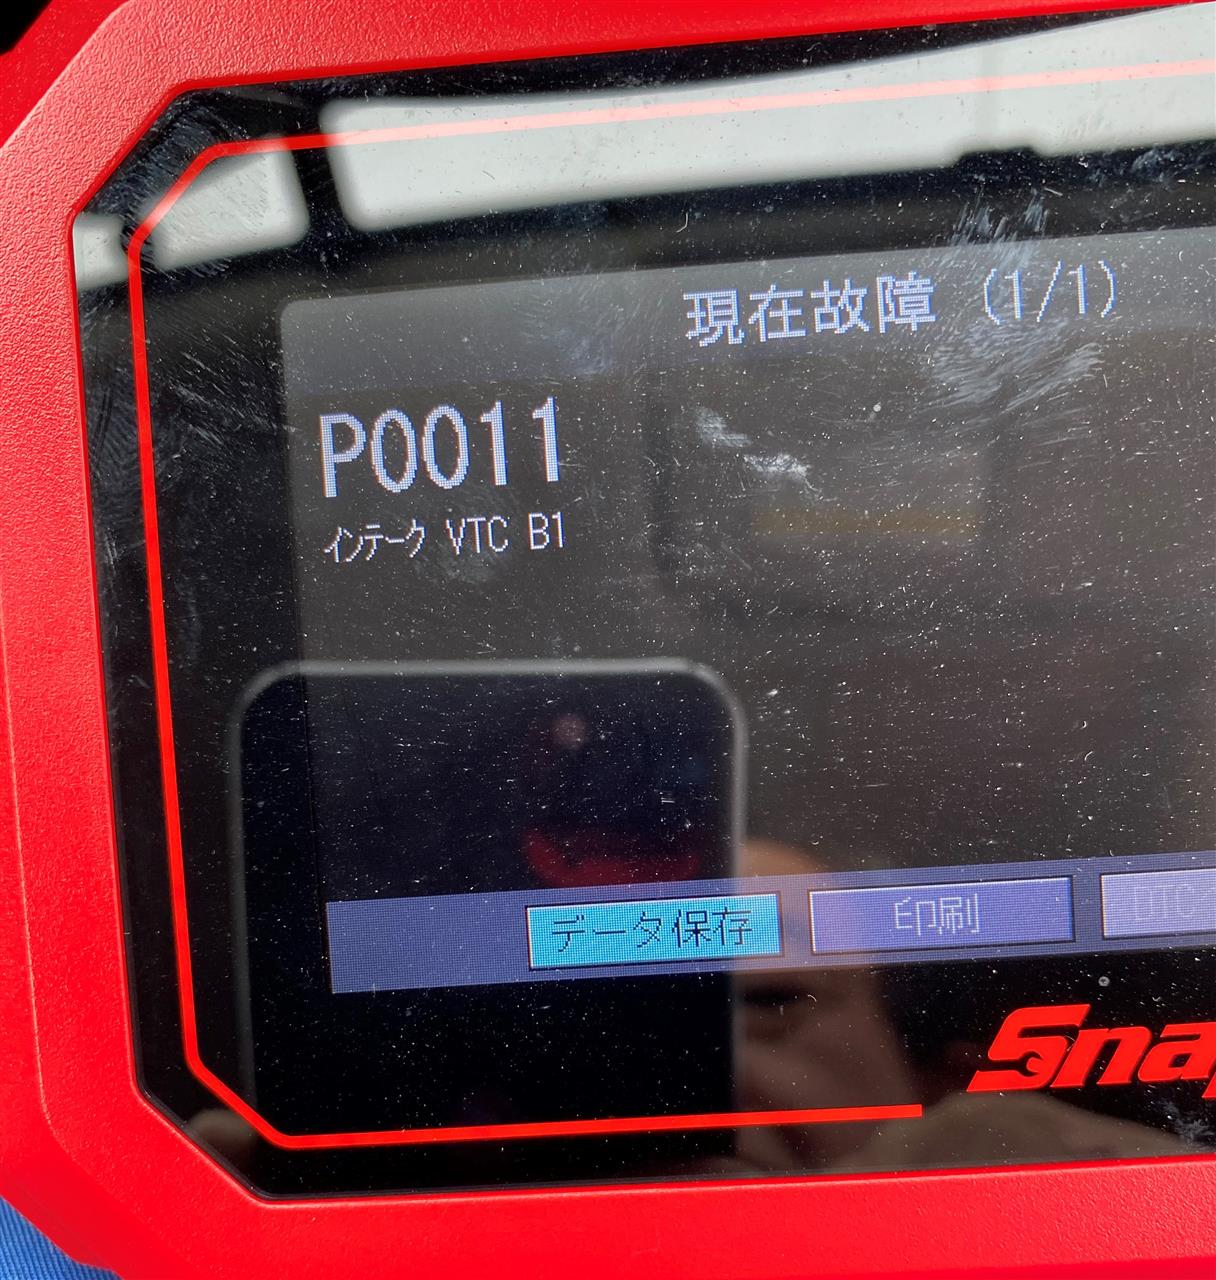 現在故障 (1/1)
P0011
インテーク VTC B1
データ保存
印刷
DTC
Snap